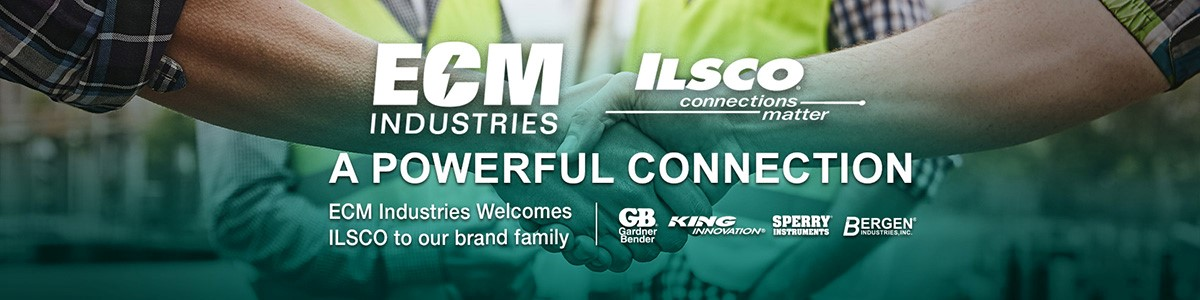 ECM
INDUSTRIES
ILSCO®
connections
matter
A POWERFUL CONNECTION
ECM Industries Welcomes
ILSCO to our brand family
GB
Gardner
Bender
KING
INNOVATION®
SPERRY®
INSTRUMENTS
BERGEN®
INDUSTRIES, INC.